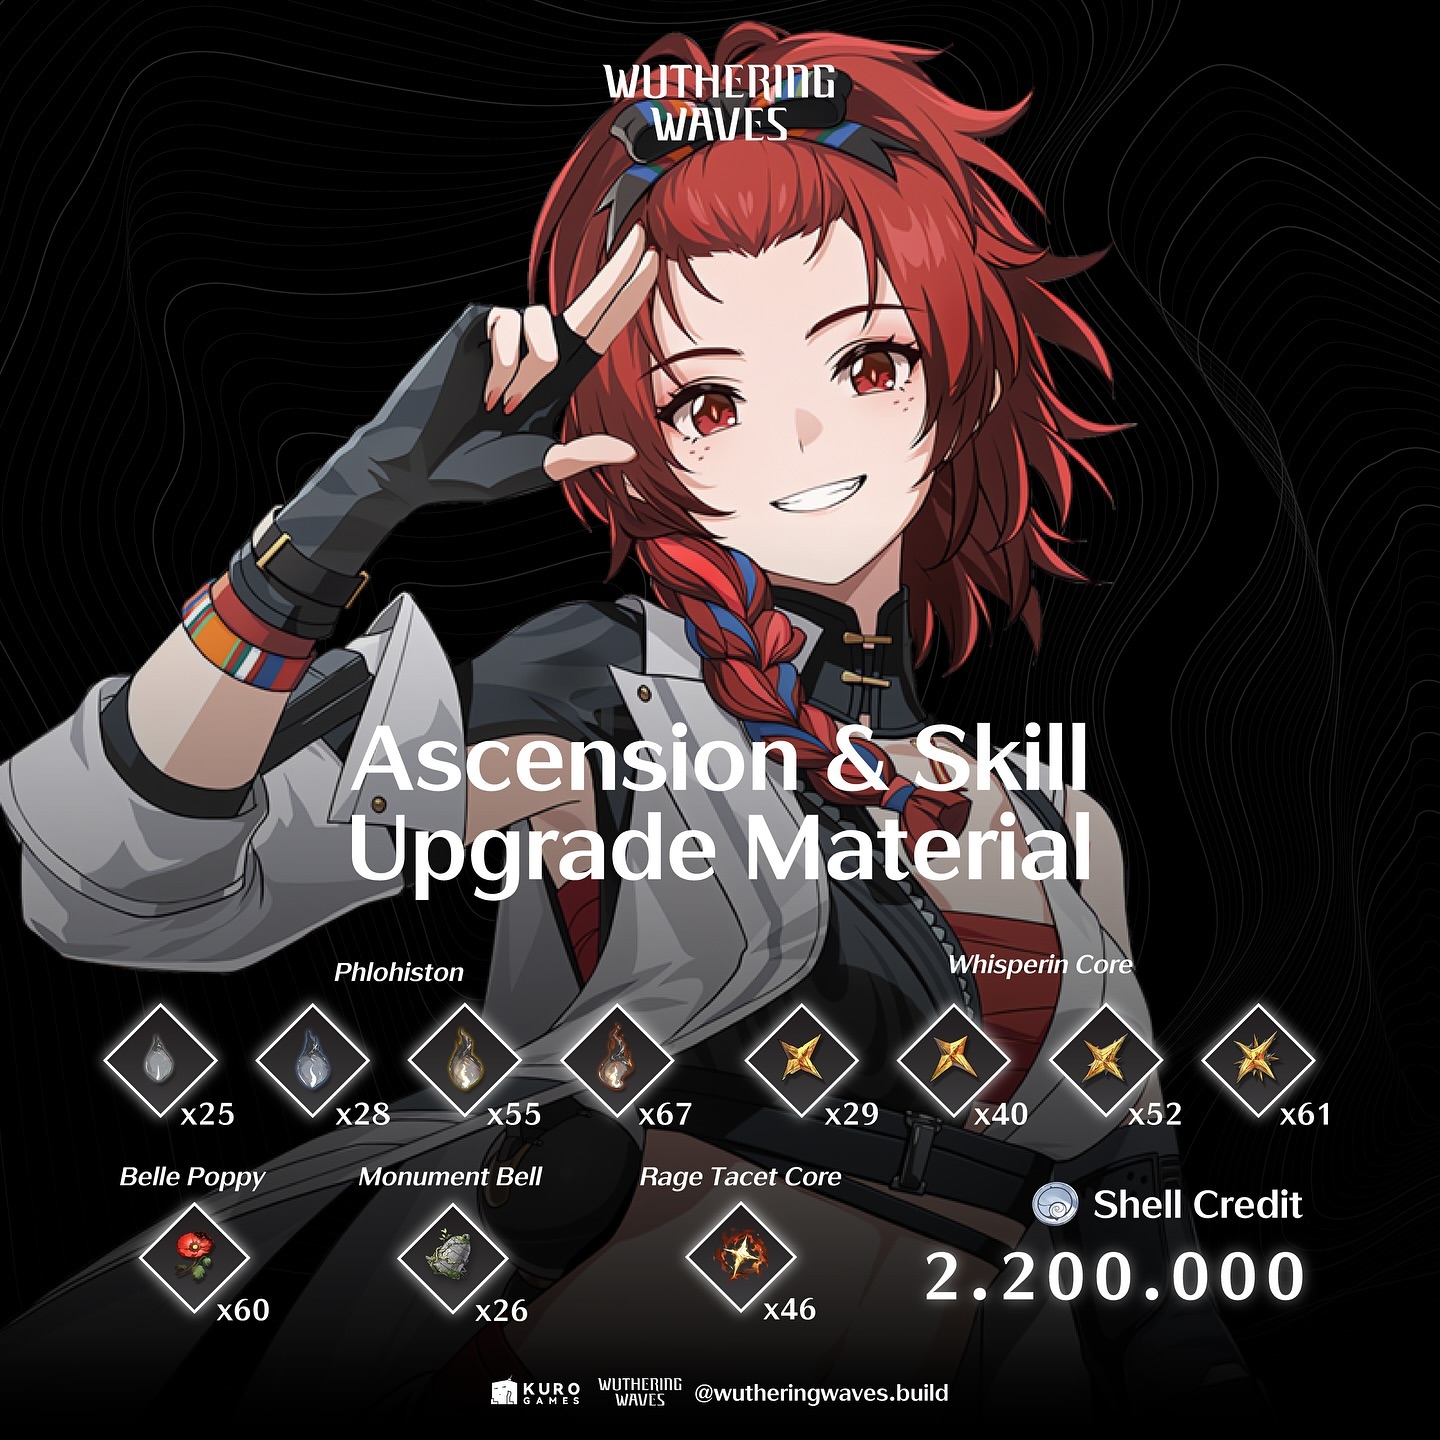 WUTHERING
WAVES
Ascension & Skill
Upgrade Material
Phlohiston
Whisperin Core
x25
x28
x55
x67
x29
x40
x52
x61
Belle Poppy
Monument Bell
Rage Tacet Core
x60
x26
x46
Shell Credit
2.200.000
KURO
GAMES
WUTHERING
WAVES
@wutheringwaves.build